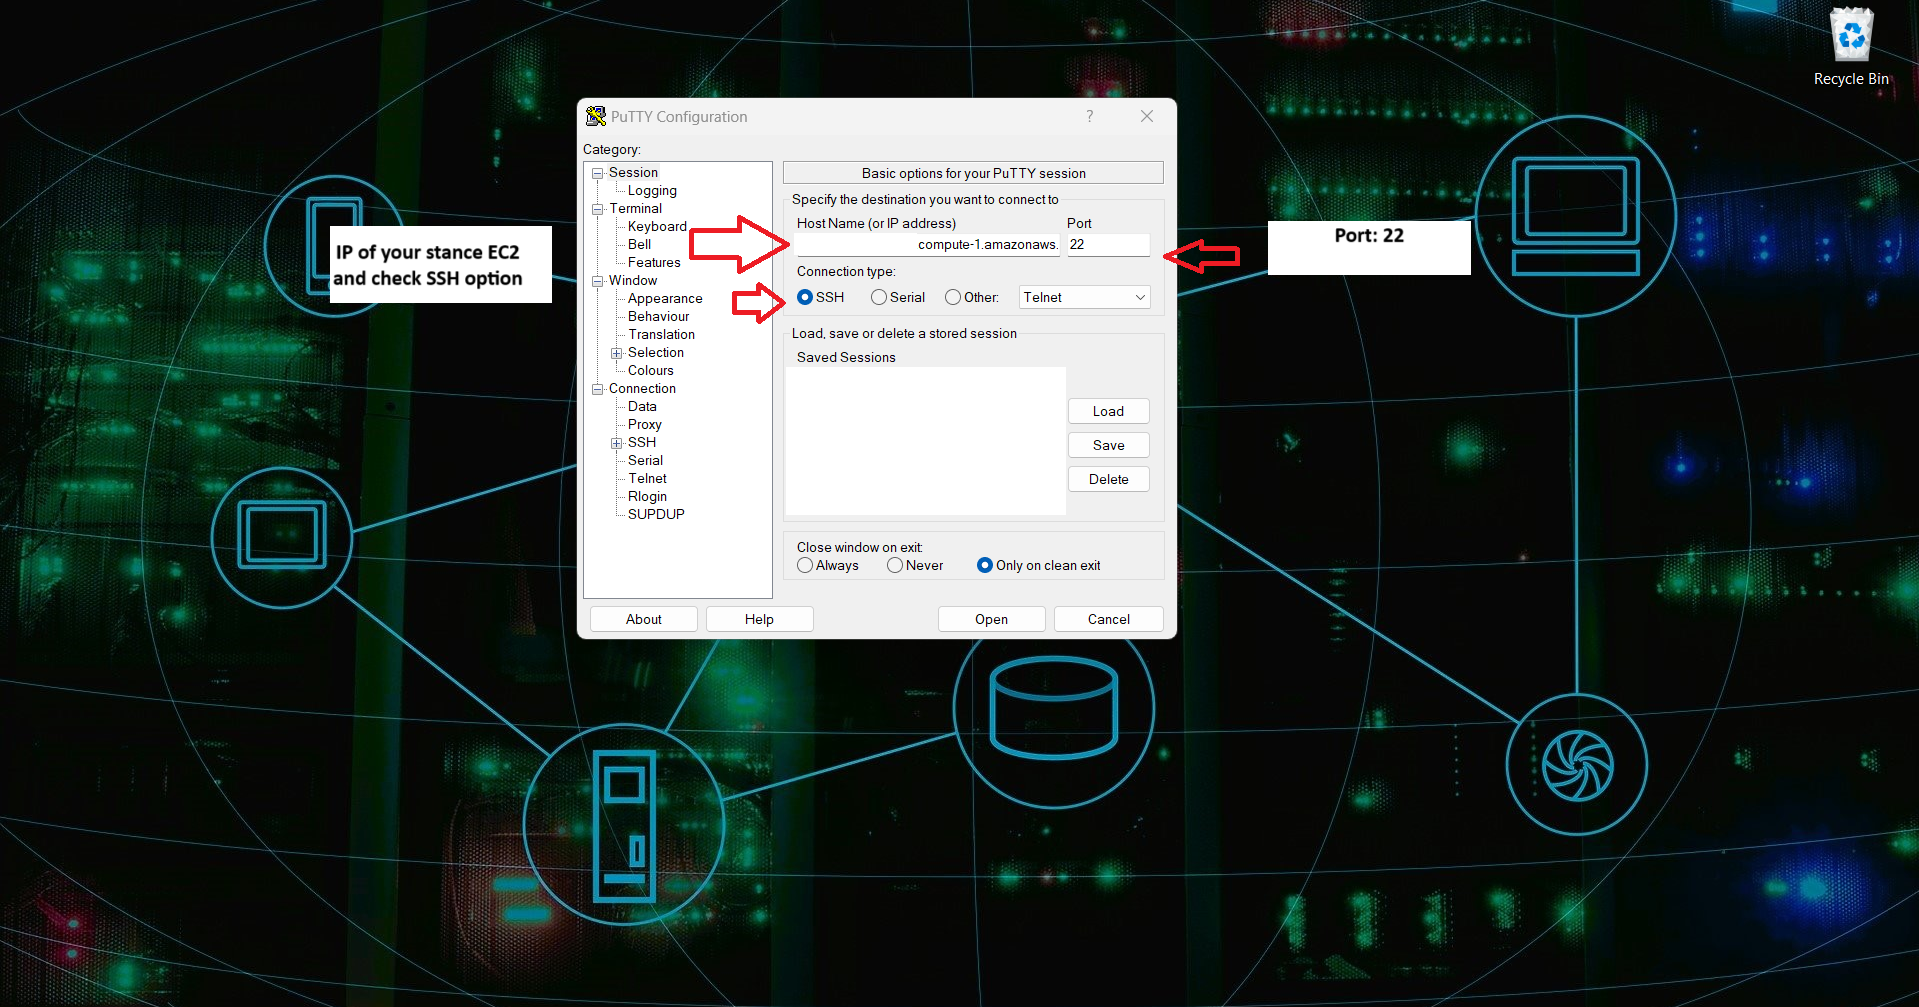 Recycle Bin
PuTTY Configuration
?
Category:
Session
Logging
Terminal
Keyboard
Bell
Features
Window
Appearance
Behaviour
Translation
Selection
Colours
Connection
Data
Proxy
SSH
Serial
Telnet
Rlogin
SUPDUP
Basic options for your PuTTY session
Specify the destination you want to connect to
Host Name (or IP address) Port
compute-1.amazonaws. 22
Connection type:
SSH Serial Other: Telnet
Load, save or delete a stored session
Saved Sessions
Load
Save
Delete
Close window on exit:
Always Never Only on clean exit
About Help Open Cancel
IP of your stance EC2
and check SSH option
Port: 22